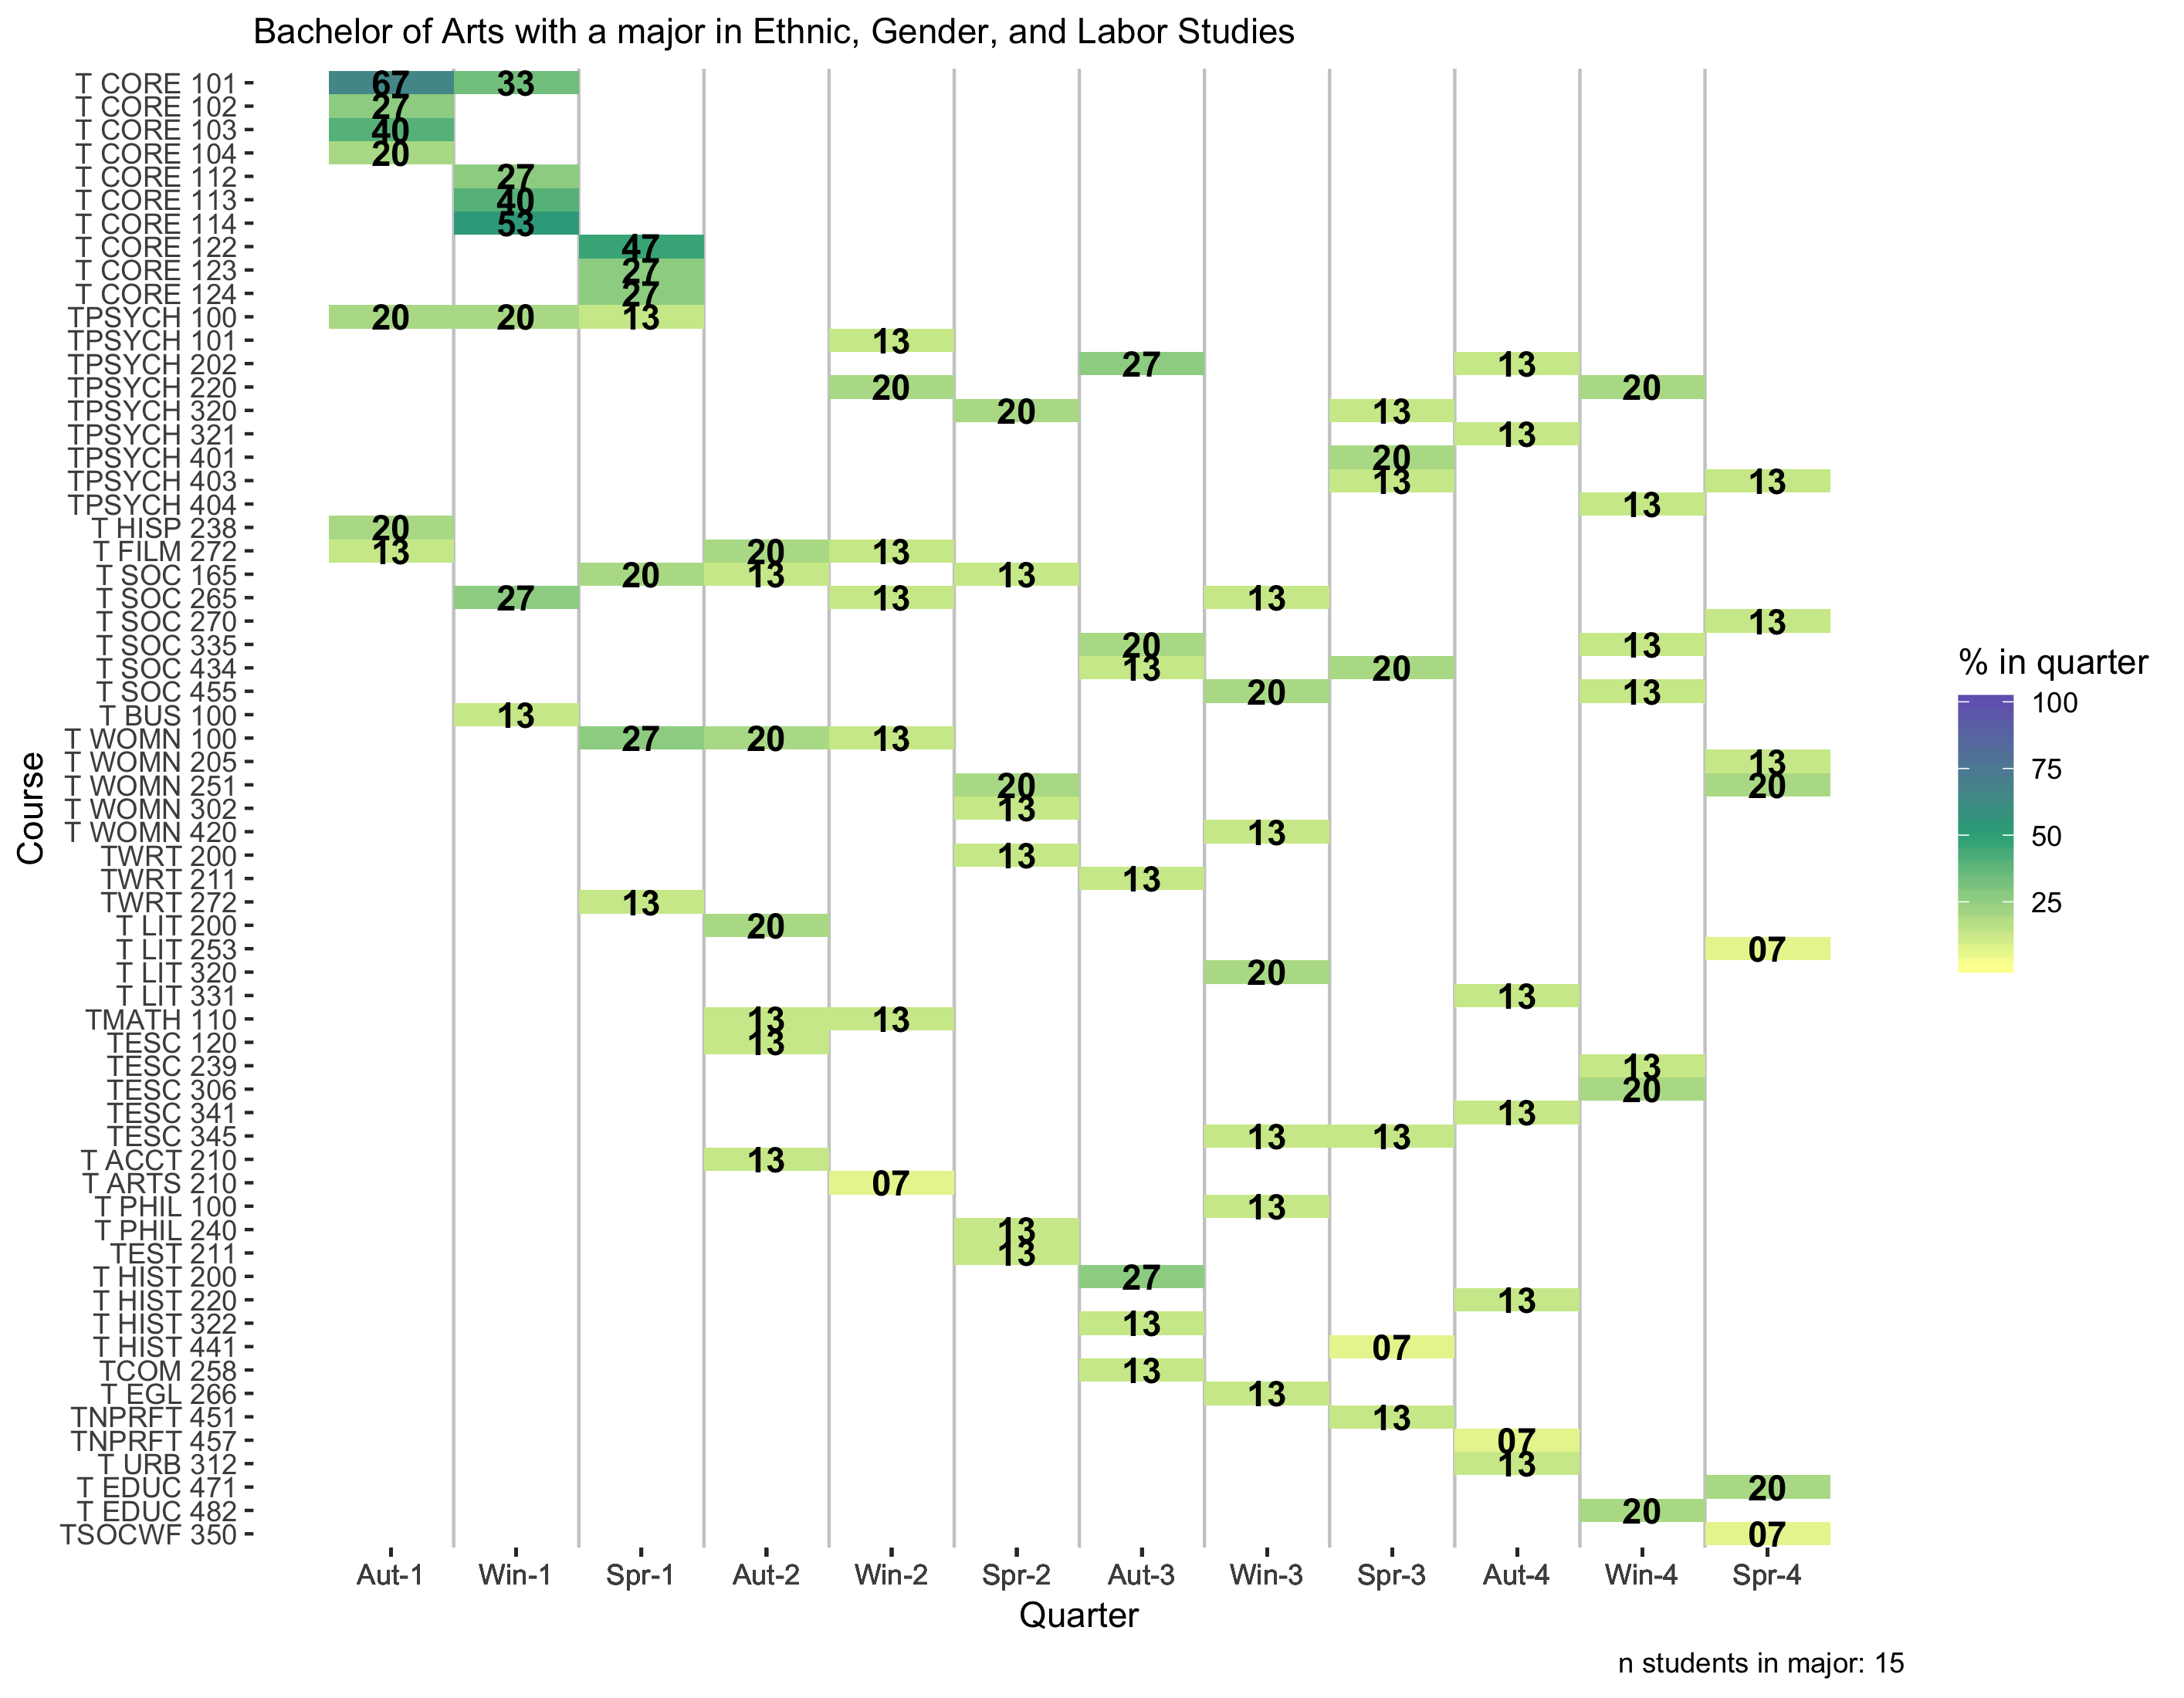 Bachelor of Arts with a major in Ethnic, Gender, and Labor Studies
T CORE 101 67 33
T CORE 102 27
T CORE 103 40
T CORE 104 20
T CORE 112 27
T CORE 113 40
T CORE 114 53
T CORE 122 47
T CORE 123 27
T CORE 124 27
TPSYCH 100 20 20 13
TPSYCH 101 13
TPSYCH 202 27 13
TPSYCH 220 20 20
TPSYCH 320 20 13
TPSYCH 321 13
TPSYCH 401 20
TPSYCH 403 13 13
TPSYCH 404 13
T HISP 238 20
T FILM 272 13 20 13
T SOC 165 20 13 13
T SOC 265 27 13 13
T SOC 270 13
T SOC 335 20 13
T SOC 434 13 20
T SOC 455 20 13
T BUS 100 13
T WOMN 100 27 20 13
T WOMN 205 13
T WOMN 251 20 20
T WOMN 302 13
T WOMN 420 13
TWRT 200 13
TWRT 211 13
TWRT 272 13
T LIT 200 20
T LIT 253 07
T LIT 320 20
T LIT 331 13
TMATH 110 13 13
TESC 120 13
TESC 239 13
TESC 306 20
TESC 341 13
TESC 345 13 13
T ACCT 210 13
T ARTS 210 07
T PHIL 100 13
T PHIL 240 13
TEST 211 13
T HIST 200 27
T HIST 220 13
T HIST 322 13
T HIST 441 07
TCOM 258 13
T EGL 266 13
TNPRFT 451 13
TNPRFT 457 07
T URB 312 13
T EDUC 471 20
T EDUC 482 20
TSOCWF 350 07
Course
Aut-1 Win-1 Spr-1 Aut-2 Win-2 Spr-2 Aut-3 Win-3 Spr-3 Aut-4 Win-4 Spr-4
Quarter
% in quarter
100
75
50
25
n students in major: 15